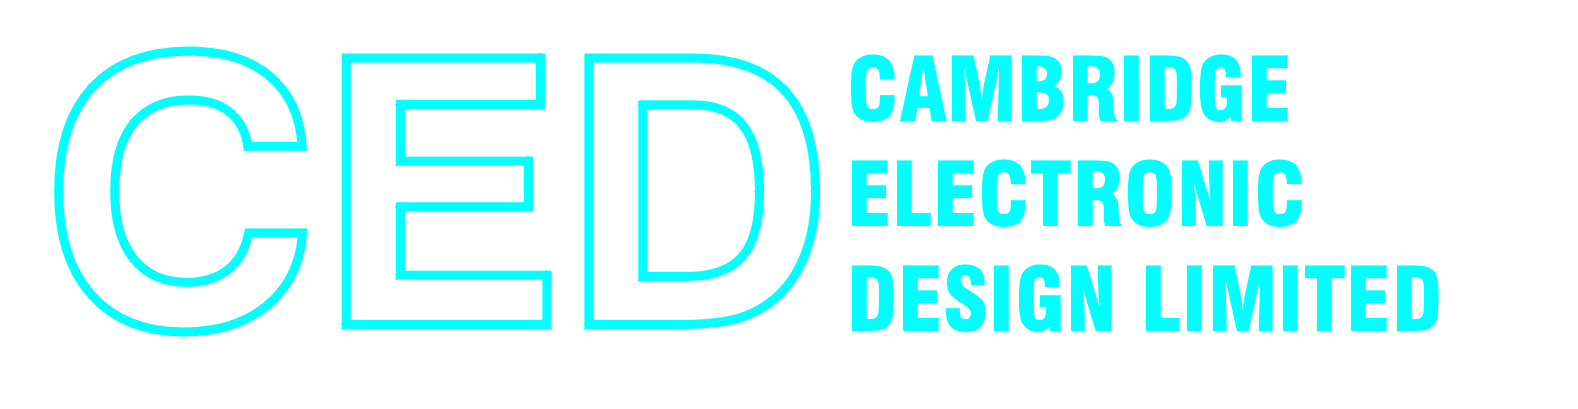 CED
CAMBRIDGE
ELECTRONIC
DESIGN LIMITED